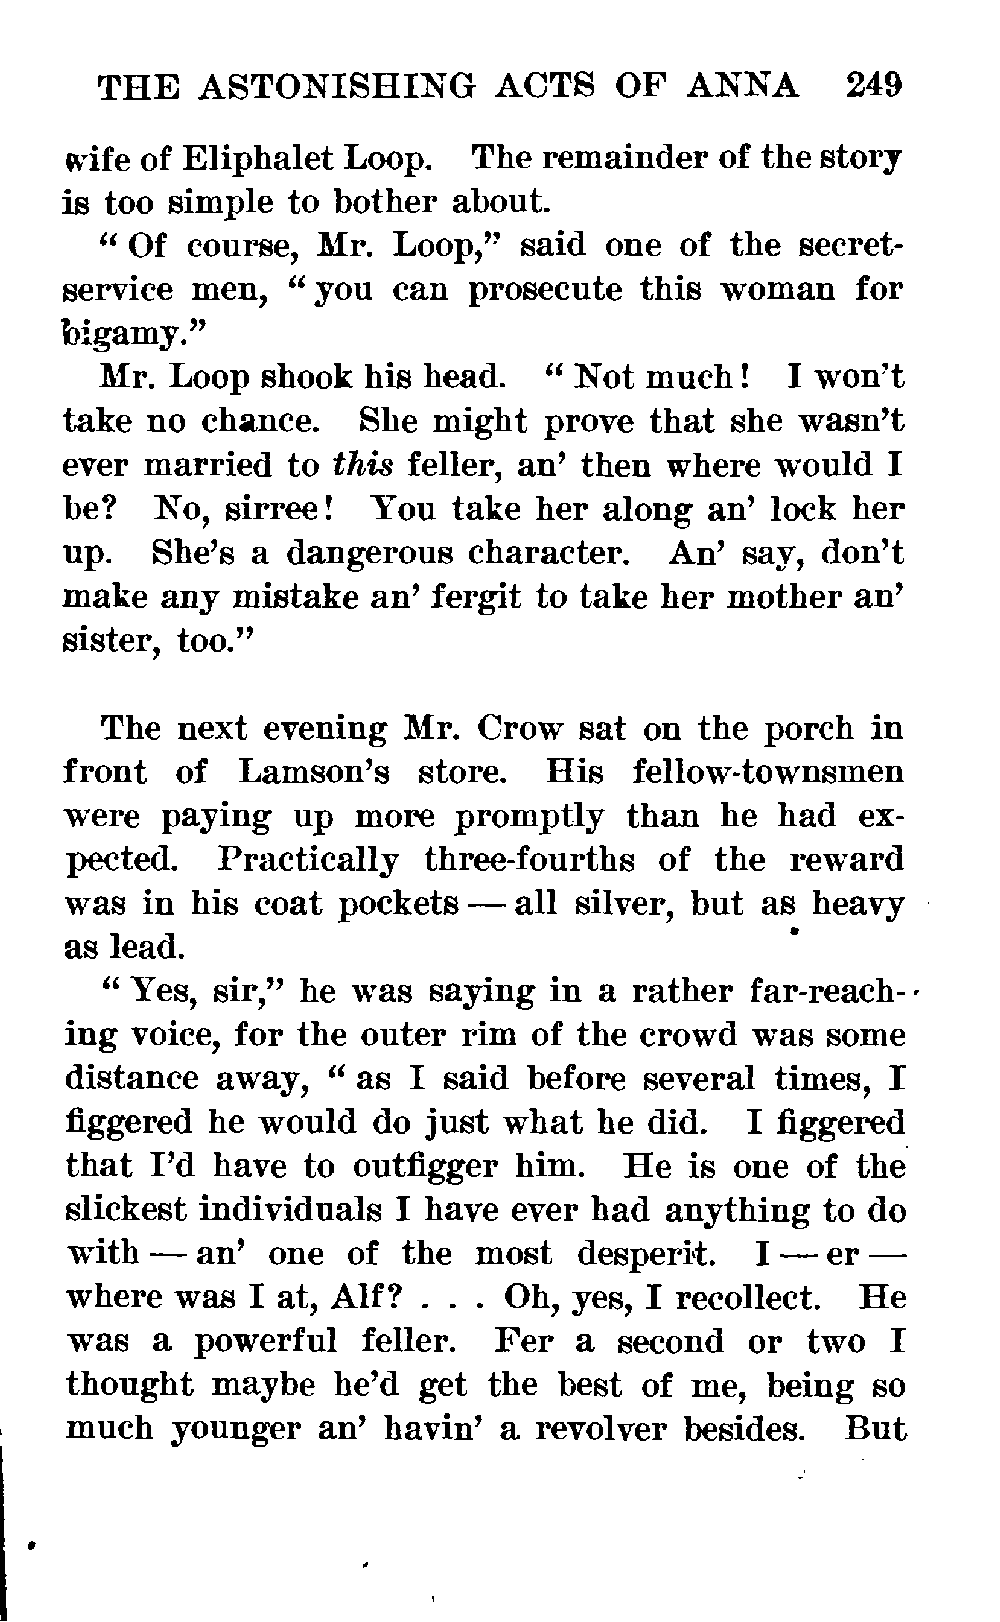 THE ASTONISHING ACTS OF ANNA 249
wife of Eliphalet Loop. The remainder of the story
is too simple to bother about.
“ Of course, Mr. Loop,” said one of the secret-
service men, “ you can prosecute this woman for
bigamy.”
Mr. Loop shook his head. “ Not much! I won’t
take no chance. She might prove that she wasn’t
ever married to this feller, an’ then where would I
be? No, sirree! You take her along an’ lock her
up. She’s a dangerous character. An’ say, don’t
make any mistake an’ fergit to take her mother an’
sister, too.”
The next evening Mr. Crow sat on the porch in
front of Lamson’s store. His fellow-townsmen
were paying up more promptly than he had ex-
pected. Practically three-fourths of the reward
was in his coat pockets — all silver, but as heavy
as lead.
“ Yes, sir,” he was saying in a rather far-reach-
ing voice, for the outer rim of the crowd was some
distance away, “ as I said before several times, I
figgered he would do just what he did. I figgered
that I’d have to outfigger him. He is one of the
slickest individuals I have ever had anything to do
with — an’ one of the most desperit. I — er —
where was I at, Alf? . . . Oh, yes, I recollect. He
was a powerful feller. Fer a second or two I
thought maybe he’d get the best of me, being so
much younger an’ havin’ a revolver besides. But